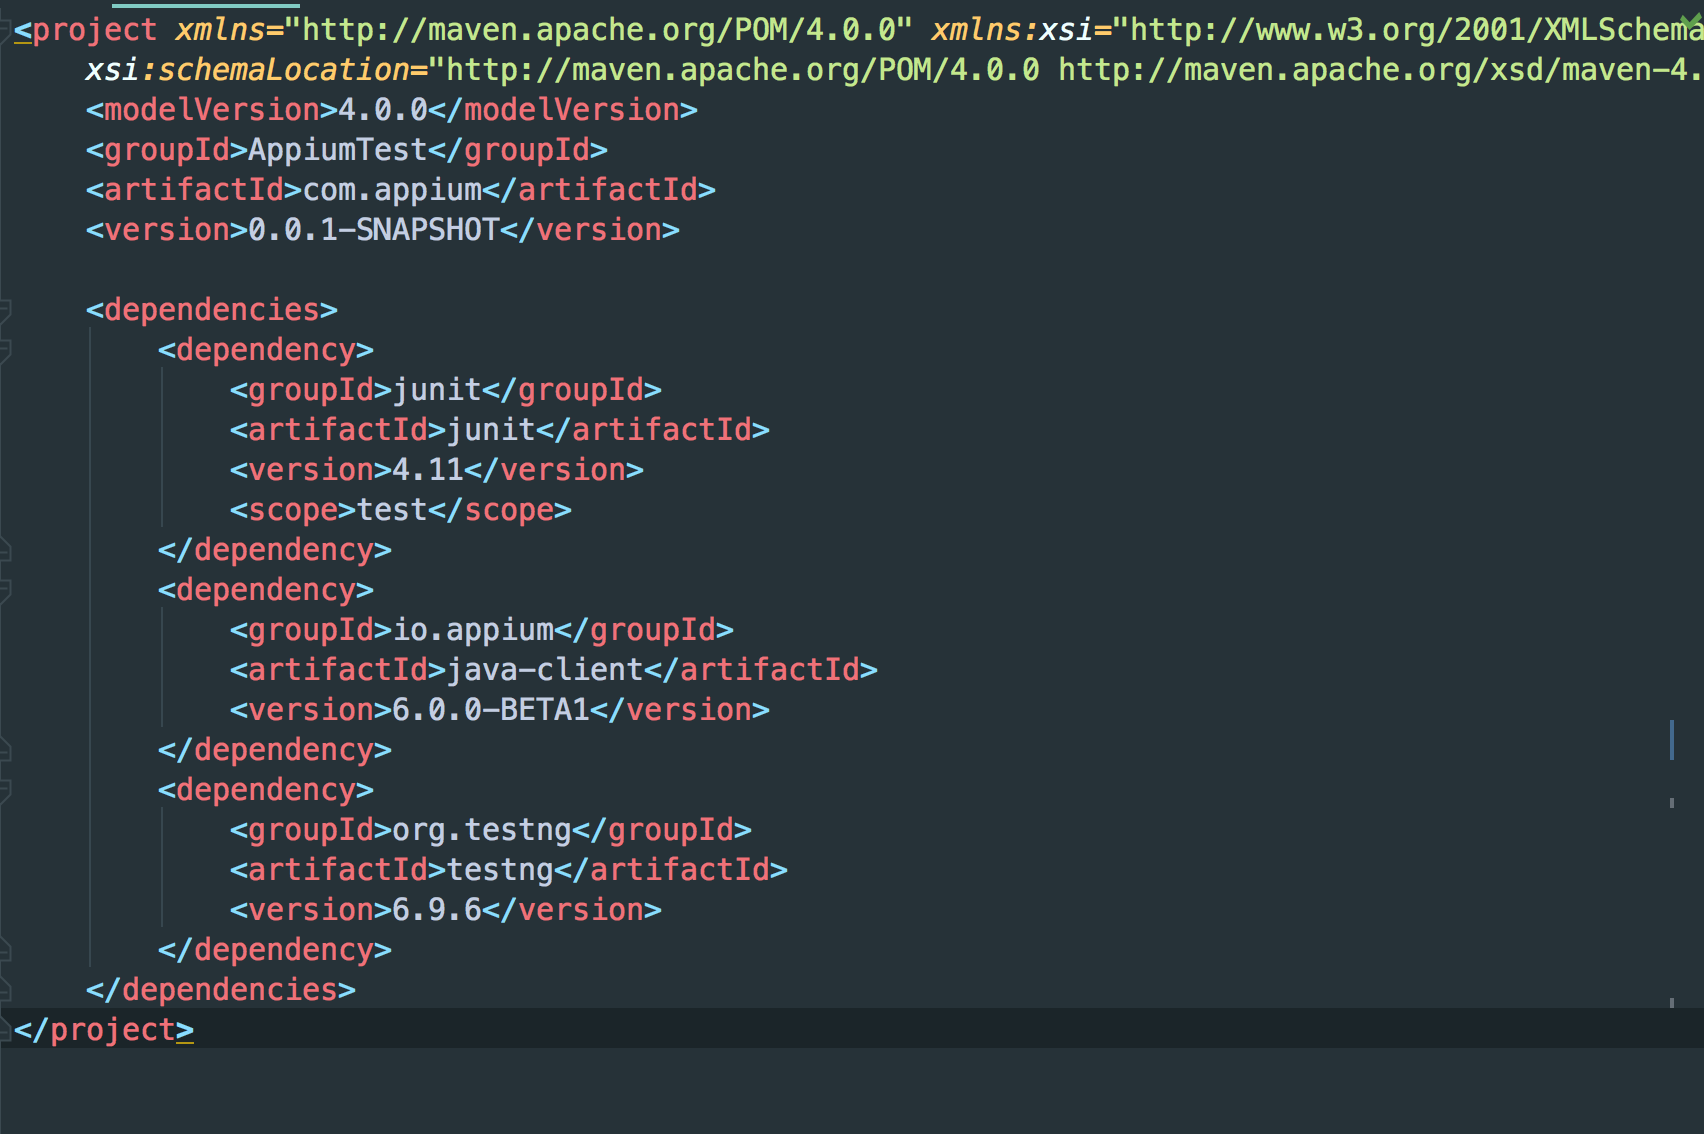 <project xmlns="http://maven.apache.org/POM/4.0.0" xmlns:xsi="http://www.w3.org/2001/XMLSchema
xsi:schemaLocation="http://maven.apache.org/POM/4.0.0 http://maven.apache.org/xsd/maven-4.
<modelVersion>4.0.0</modelVersion>
<groupId>AppiumTest</groupId>
<artifactId>com.appium</artifactId>
<version>0.0.1-SNAPSHOT</version>
<dependencies>
<dependency>
<groupId>junit</groupId>
<artifactId>junit</artifactId>
<version>4.11</version>
<scope>test</scope>
</dependency>
<dependency>
<groupId>io.appium</groupId>
<artifactId>java-client</artifactId>
<version>6.0.0-BETA1</version>
</dependency>
<dependency>
<groupId>org.testng</groupId>
<artifactId>testng</artifactId>
<version>6.9.6</version>
</dependency>
</dependencies>
</project>